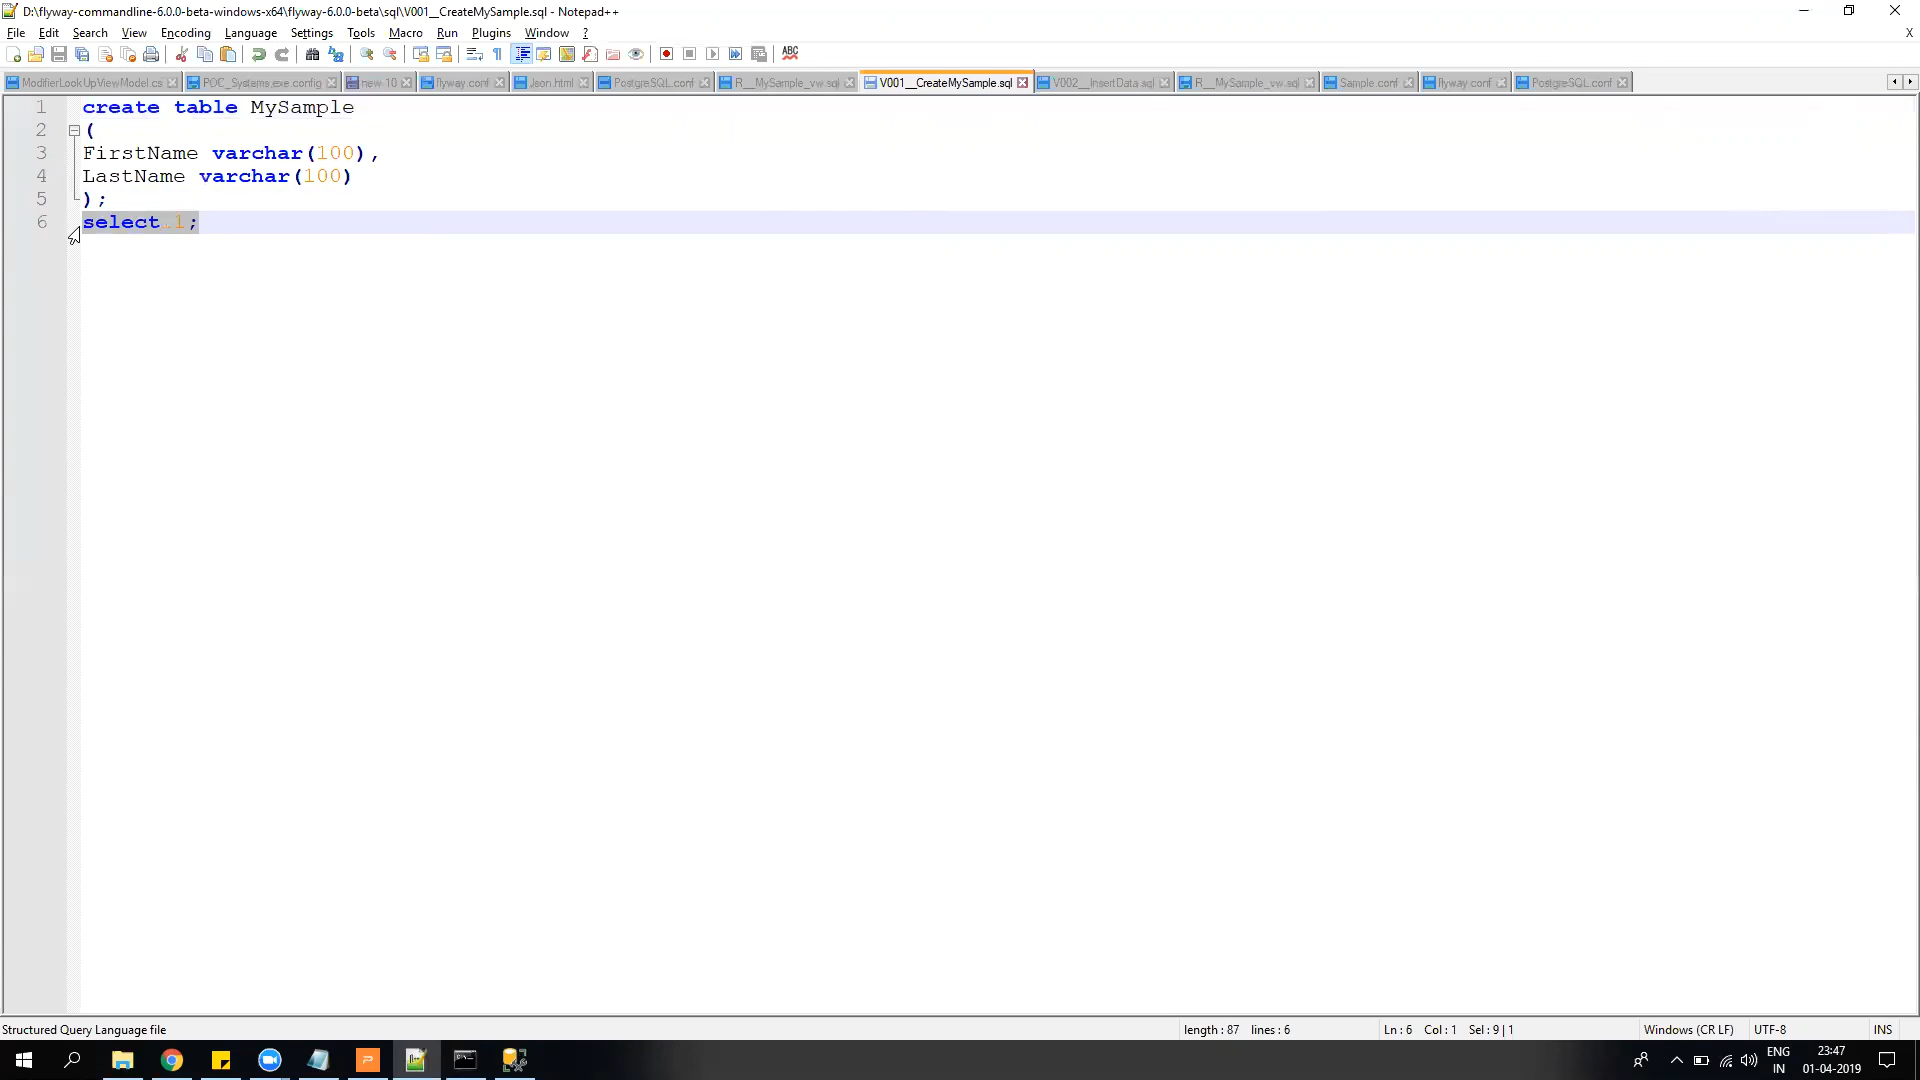 D:\flyway-commandline-6.0.0-beta-windows-x64\flyway-6.0.0-beta\sql\V001__CreateMySample.sql - Notepad++
File Edit Search View Encoding Language Settings Tools Macro Run Plugins Window ? X
ABC
ModifierLookUpViewModel.cs POC_Systems.exe.config new 10 flyway.conf Json.html PostgreSQL.conf R__MySample_vw.sql V001__CreateMySample.sql V002__InsertData.sql R__MySample_vw.sql Sample.conf flyway.conf PostgreSQL.conf
1 create table MySample
2 (
3 FirstName varchar(100),
4 LastName varchar(100)
5 );
6 select 1;
Structured Query Language file length : 87 lines : 6 Ln : 6 Col : 1 Sel : 9 | 1 Windows (CR LF) UTF-8 INS
ENG
IN
23:47
01-04-2019